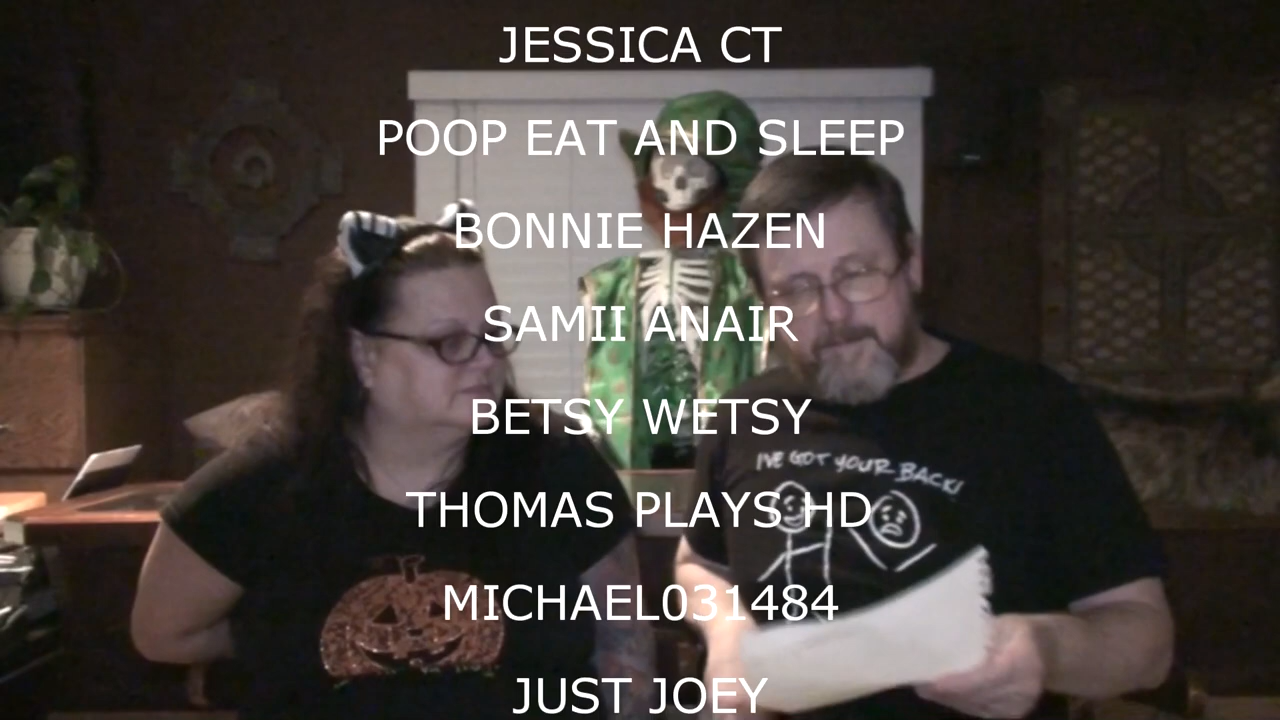 JESSICA CT
POOP EAT AND SLEEP
BONNIE HAZEN
SAMII ANAIR
BETSY WETSY
I'VE GOT YOUR BACK!
THOMAS PLAYS HD
MICHAEL031484
JUST JOEY